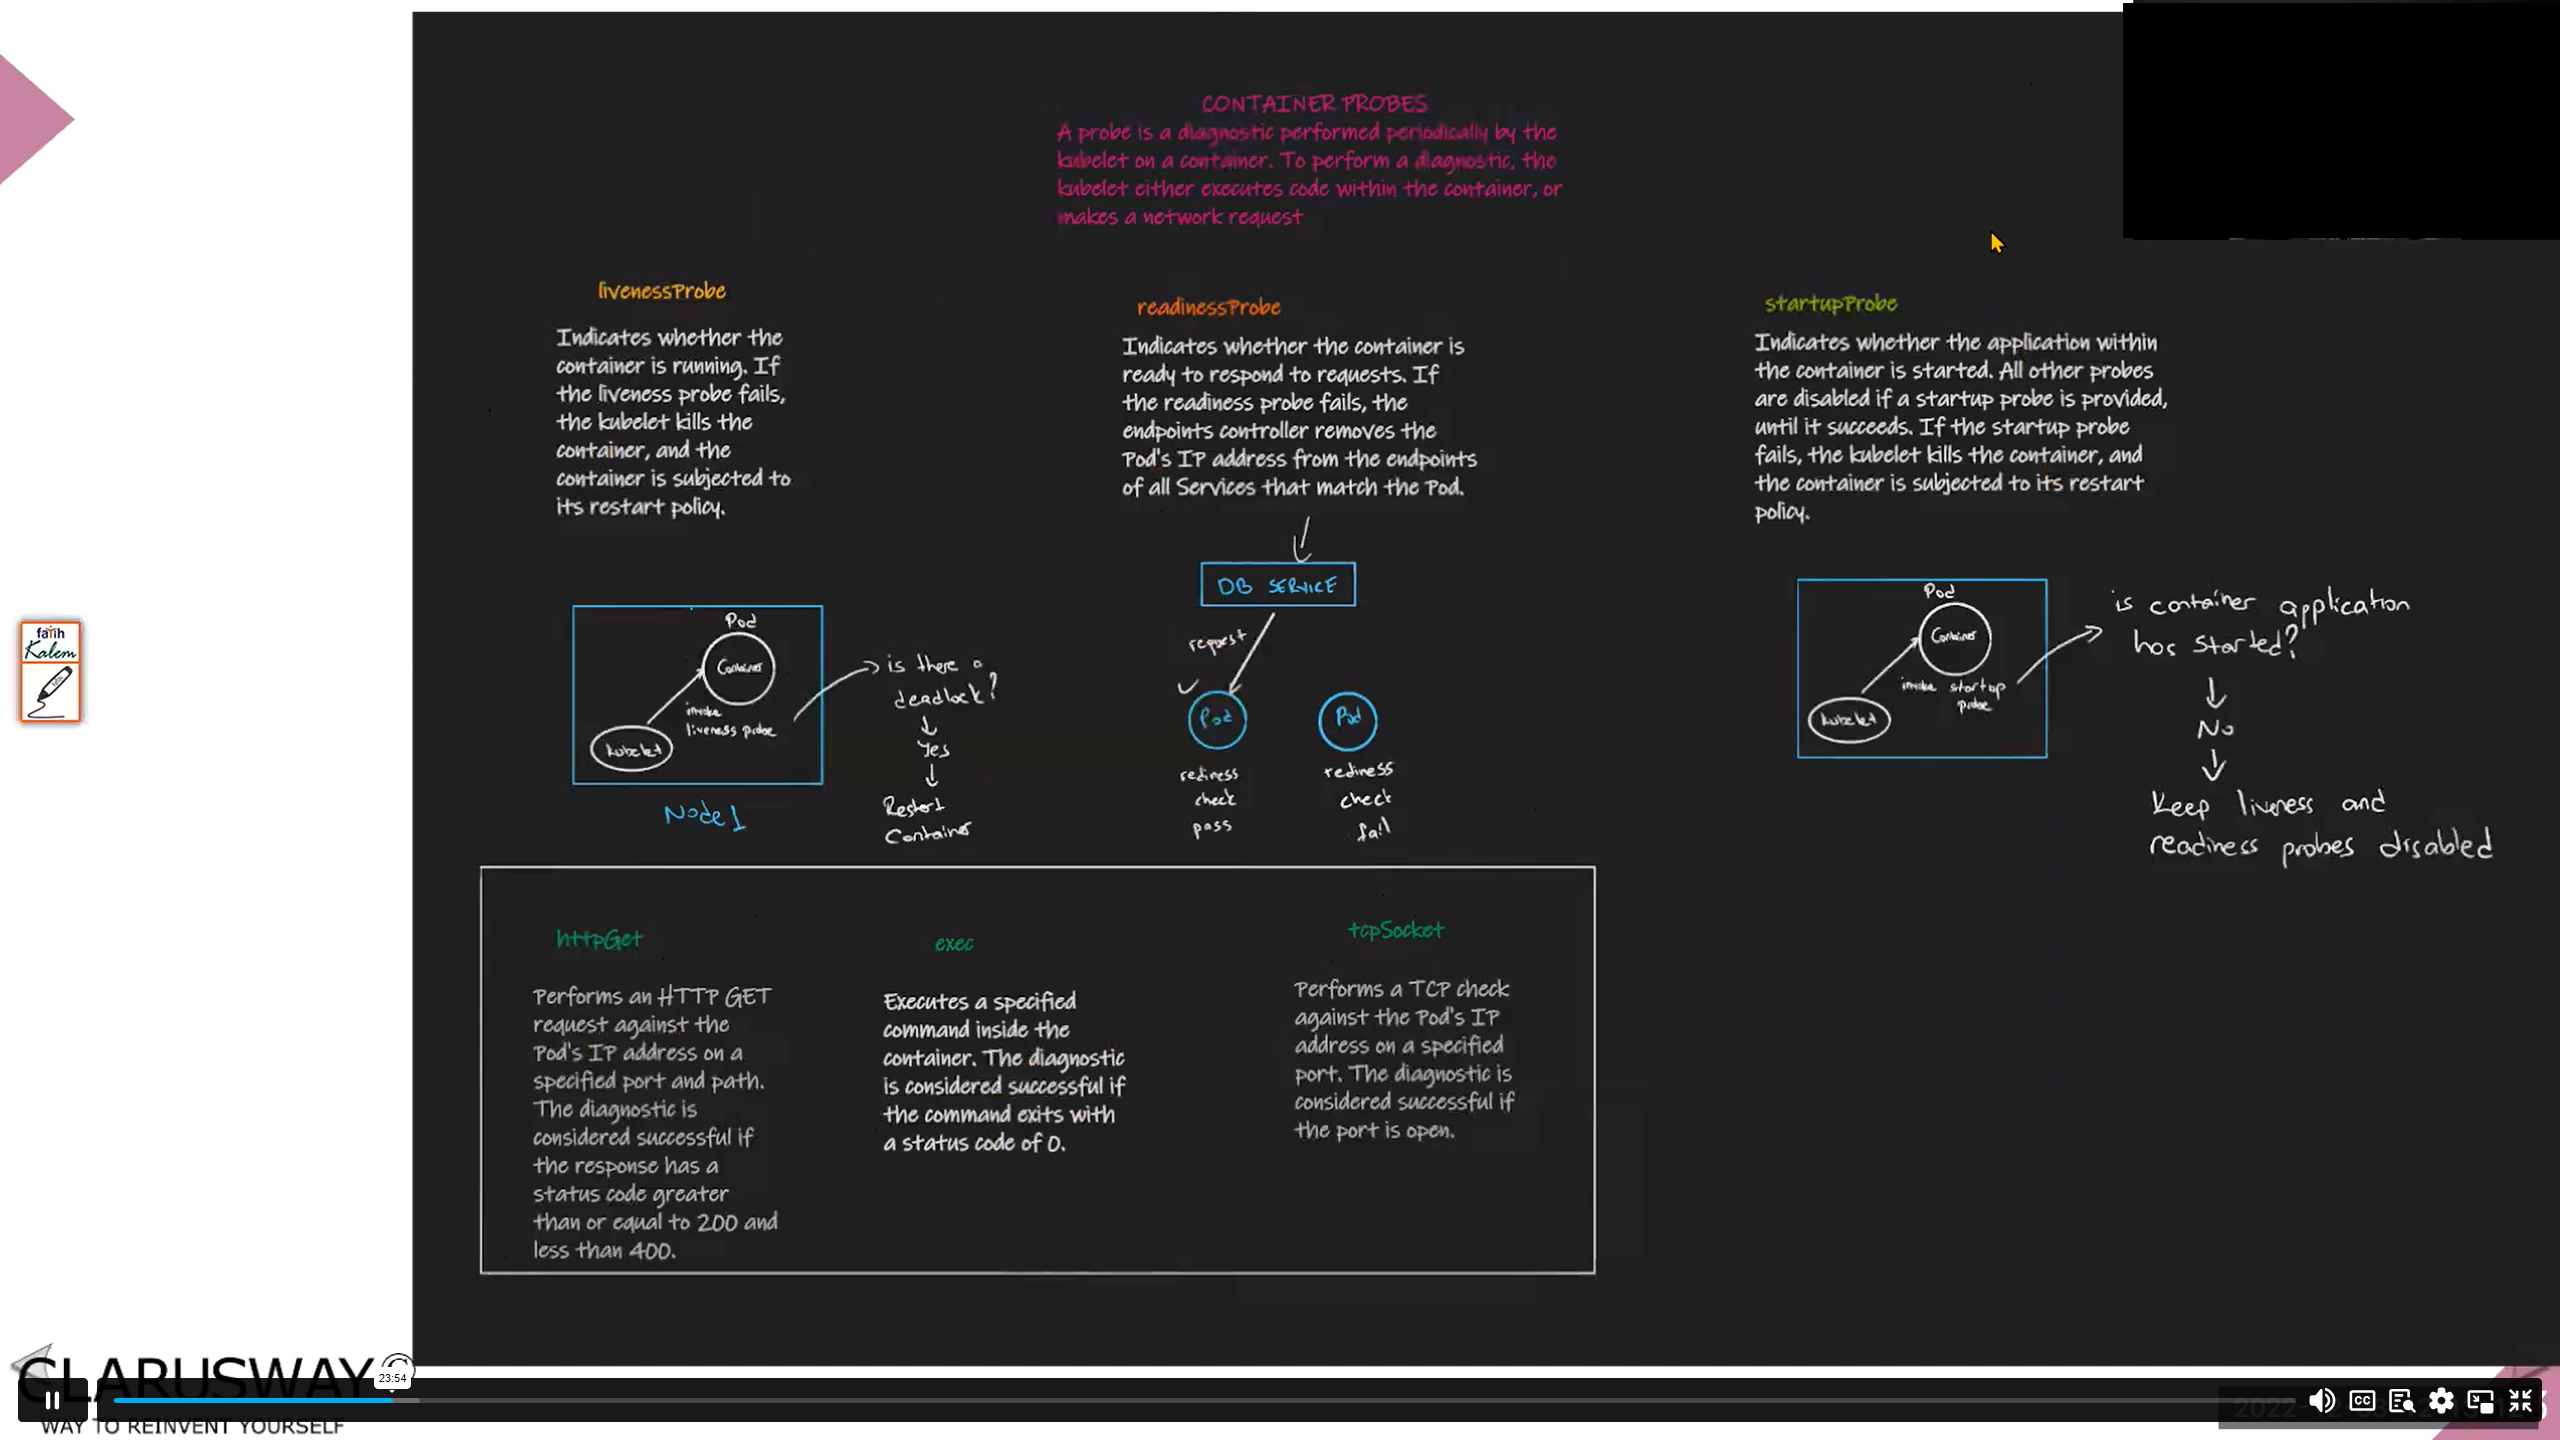 CONTAINER PROBES
A probe is a diagnostic performed periodically by the
kubelet on a container. To perform a diagnostic, the
kubelet either executes code within the container, or
makes a network request
livenessProbe
Indicates whether the
container is running. If
the liveness probe fails,
the kubelet kills the
container, and the
container is subjected to
its restart policy.
readinessProbe
Indicates whether the container is
ready to respond to requests. If
the readiness probe fails, the
endpoints controller removes the
Pod's IP address from the endpoints
of all Services that match the Pod.
startupProbe
Indicates whether the application within
the container is started. All other probes
are disabled if a startup probe is provided,
until it succeeds. If the startup probe
fails, the kubelet kills the container, and
the container is subjected to its restart
policy.
Pod
Container
invoke
liveness probe
kubelet
Node1
is there a
deadlock?
Yes
Restart
Container
DB SERVICE
request
Pod
Pod
rediness
check
pass
rediness
check
fail
Pod
Container
invoke startup
probe
kubelet
is container application
has started?
No
Keep liveness and
readiness probes disabled
httpGet
Performs an HTTP GET
request against the
Pod's IP address on a
specified port and path.
The diagnostic is
considered successful if
the response has a
status code greater
than or equal to 200 and
less than 400.
exec
Executes a specified
command inside the
container. The diagnostic
is considered successful if
the command exits with
a status code of 0.
tcpSocket
Performs a TCP check
against the Pod's IP
address on a specified
port. The diagnostic is
considered successful if
the port is open.
fatih
Kalem
CLARUSWAY©
WAY TO REINVENT YOURSELF
23:54
CC